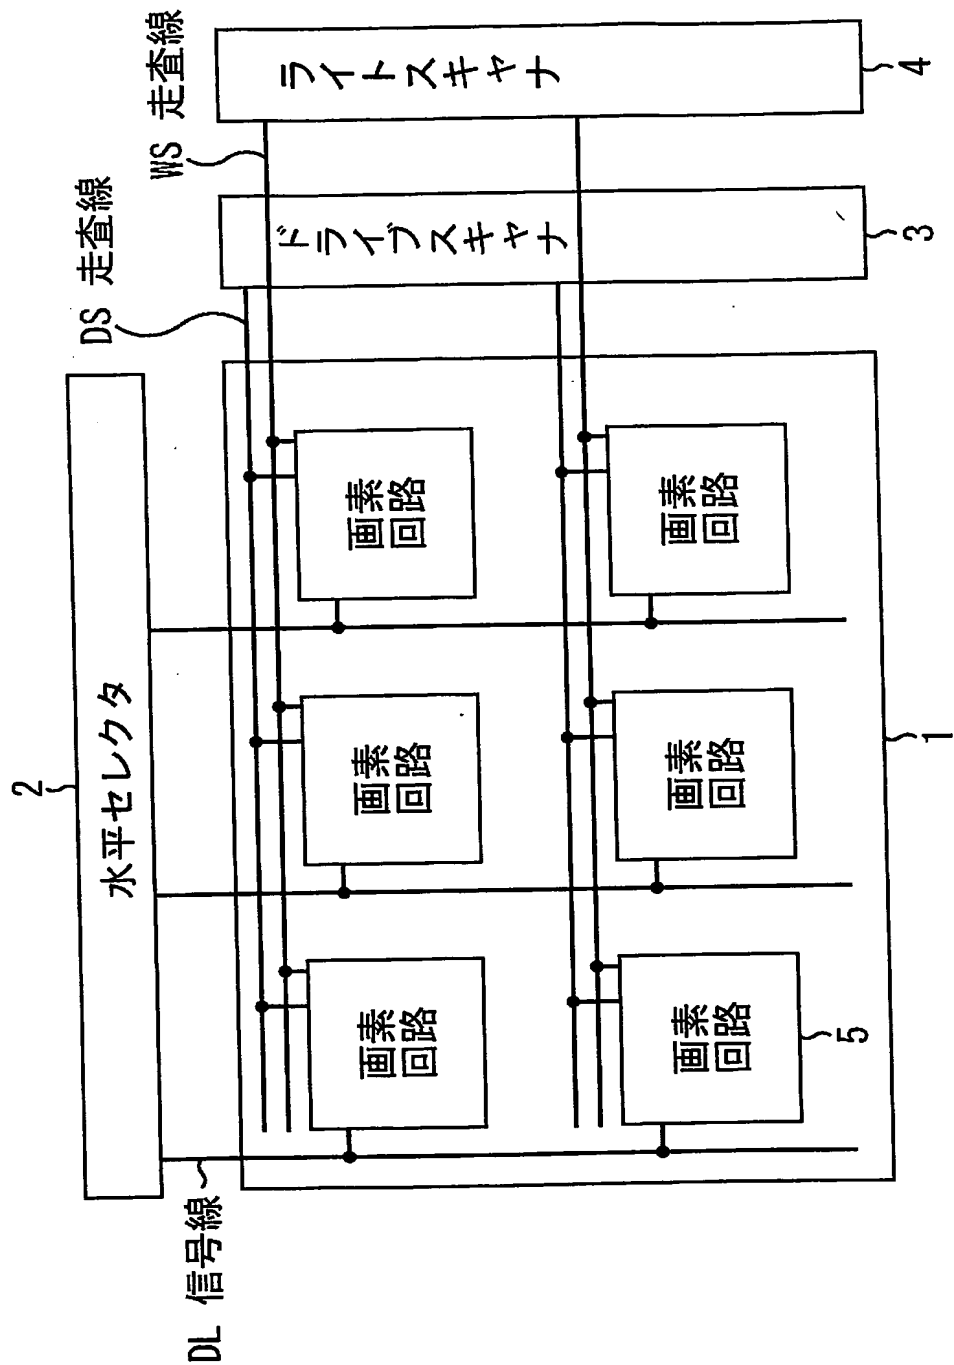 DL 信号線
2
水平セレクタ
DS 走査線
WS 走査線
画素
回路
画素
回路
画素
回路
画素
回路
画素
回路
画素
回路
5
1
ドライブスキャナ
3
ライトスキャナ
4